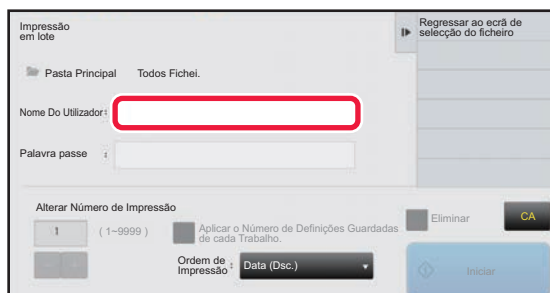 Impressão
em lote
Regressar ao ecrã de
selecção do ficheiro
Pasta Principal Todos Fichei.
Nome Do Utilizador:
Palavra passe :
Alterar Número de Impressão
1 (1~9999)
Aplicar o Número de Definições Guardadas
de cada Trabalho.
Eliminar
CA
Ordem de
Impressão :
Data (Dsc.)
Iniciar